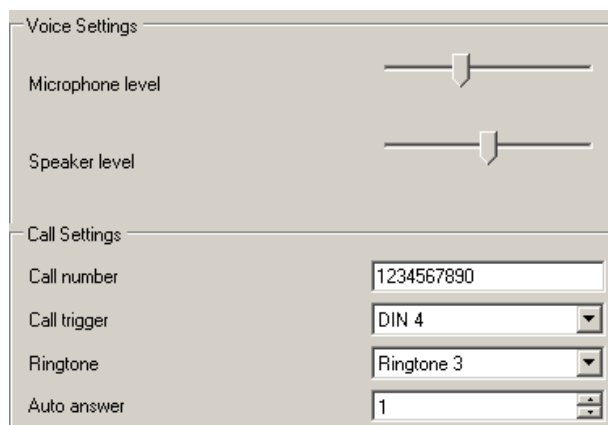 Voice Settings
Microphone level
Speaker level
Call Settings
Call number 1234567890
Call trigger DIN 4
Ringtone Ringtone 3
Auto answer 1